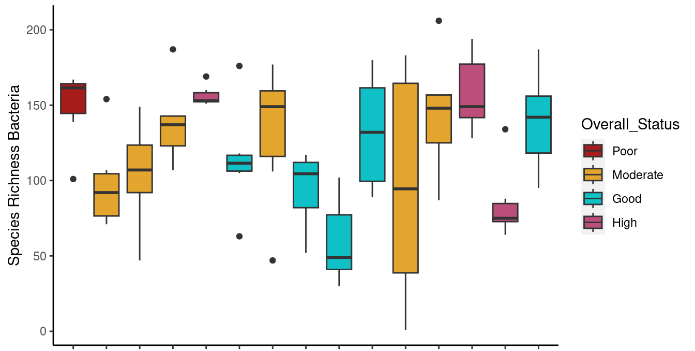 Species Richness Bacteria
200
150
100
50
0
Overall_Status
Poor
Moderate
Good
High